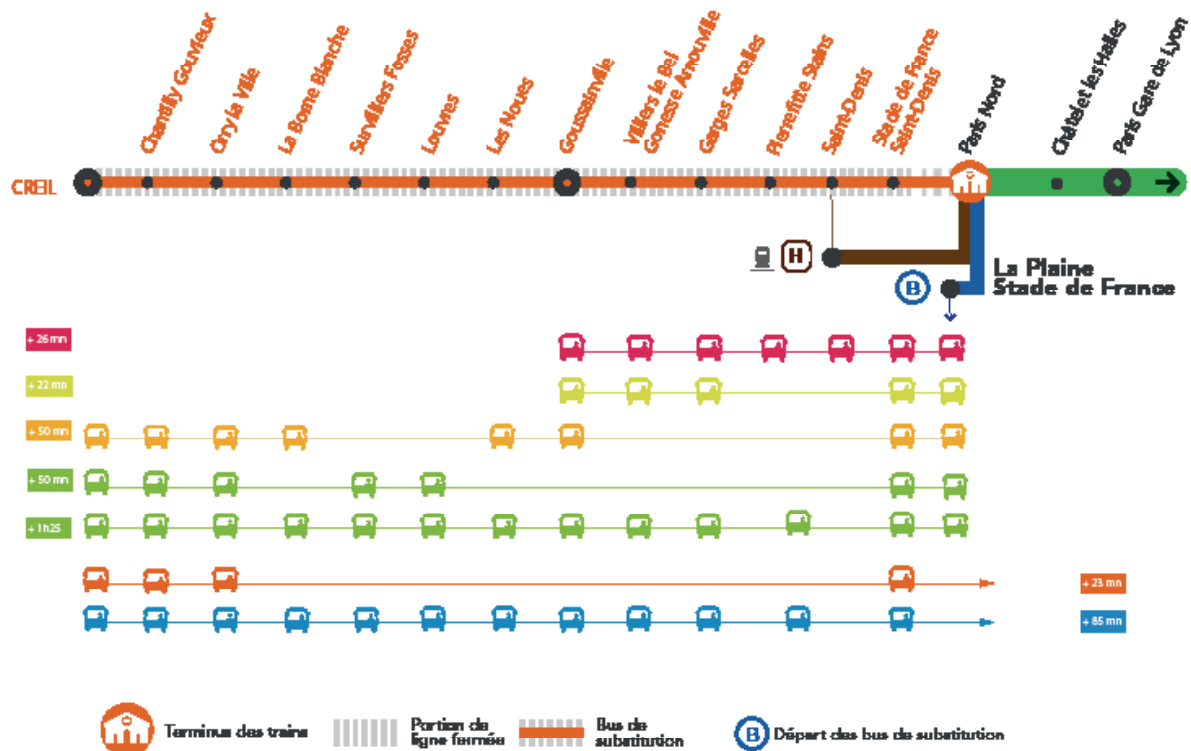 Chantilly Gouvieux
Orry la Ville
La Borne Blanche
Survilliers Fosses
Louvres
Les Noues
Goussainville
Villiers le Bel
Gonesse Arnouville
Garges Sarcelles
Pierrefitte Stains
Saint-Denis
Stade de France
Saint-Denis
Paris Nord
Châtelet les Halles
Paris Gare de Lyon
CREIL
H
B
La Plaine
Stade de France
+ 26 mn
+ 22 mn
+ 50 mn
+ 50 mn
+ 1h25
+ 23 mn
+ 85 mn
Terminus des trains
Portion de
ligne fermée
Bus de
substitution
B
Départ des bus de substitution